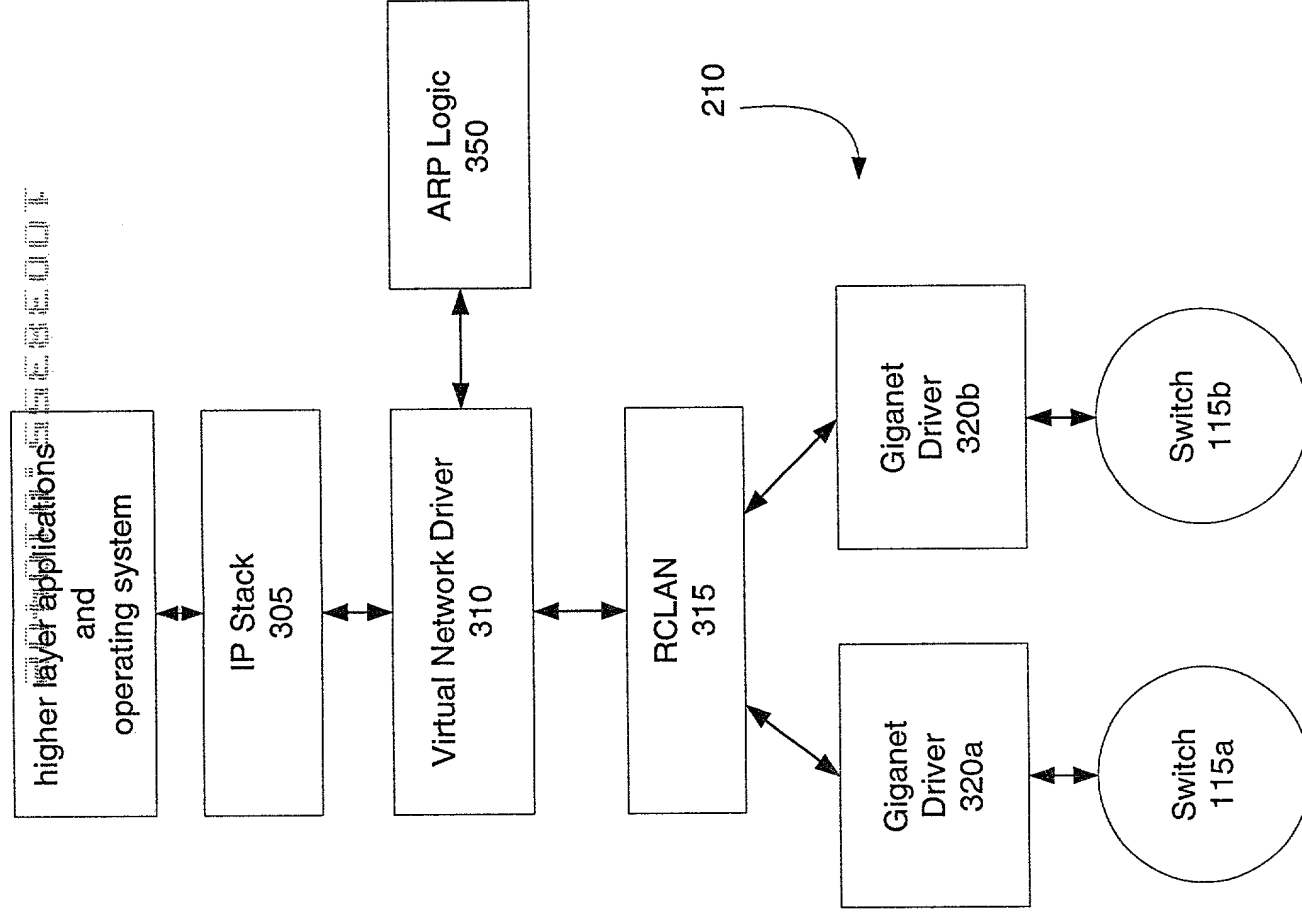 higher layer applications
and
operating system
IP Stack
305
Virtual Network Driver
310
ARP Logic
350
RCLAN
315
210
Giganet
Driver
320a
Giganet
Driver
320b
Switch
115a
Switch
115b